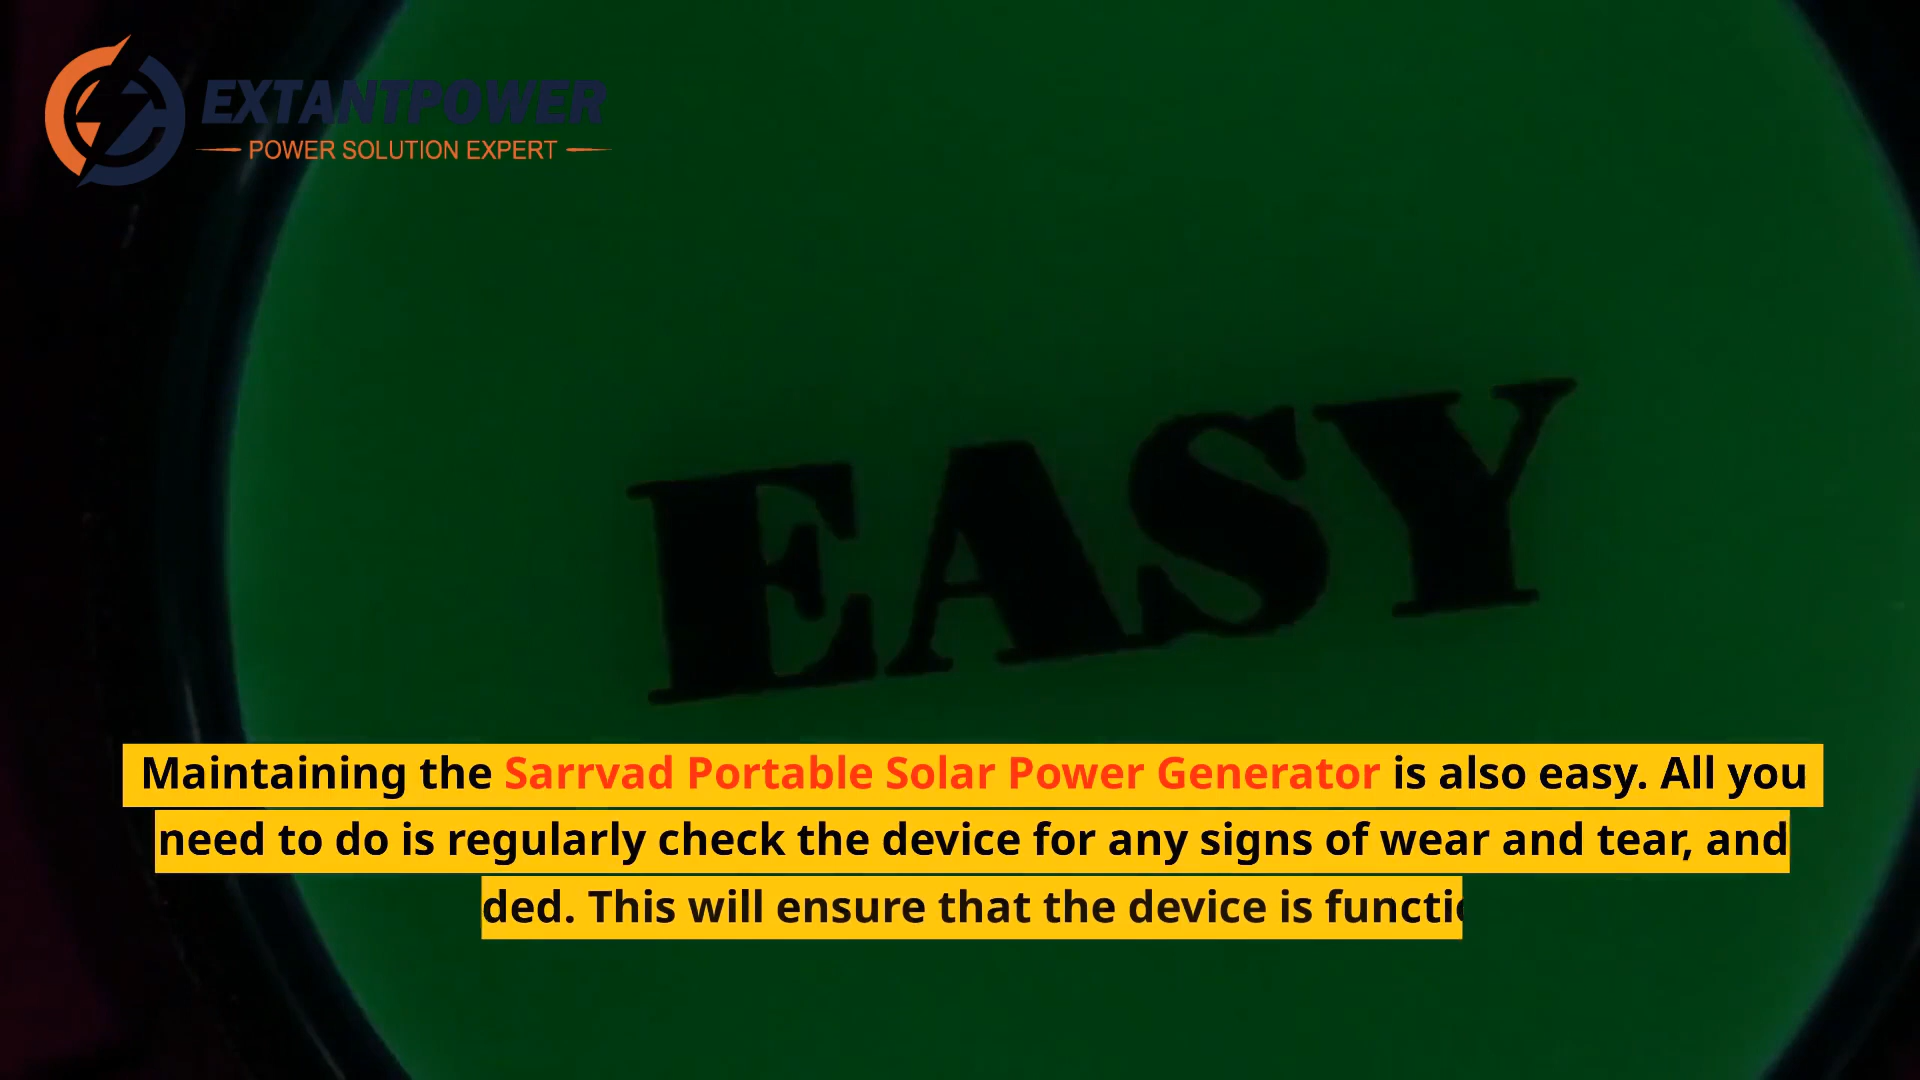 EXTANTPOWER
POWER SOLUTION EXPERT
EASY
Maintaining the Sarrvad Portable Solar Power Generator is also easy. All you
need to do is regularly check the device for any signs of wear and tear, and
This will ensure that the device is